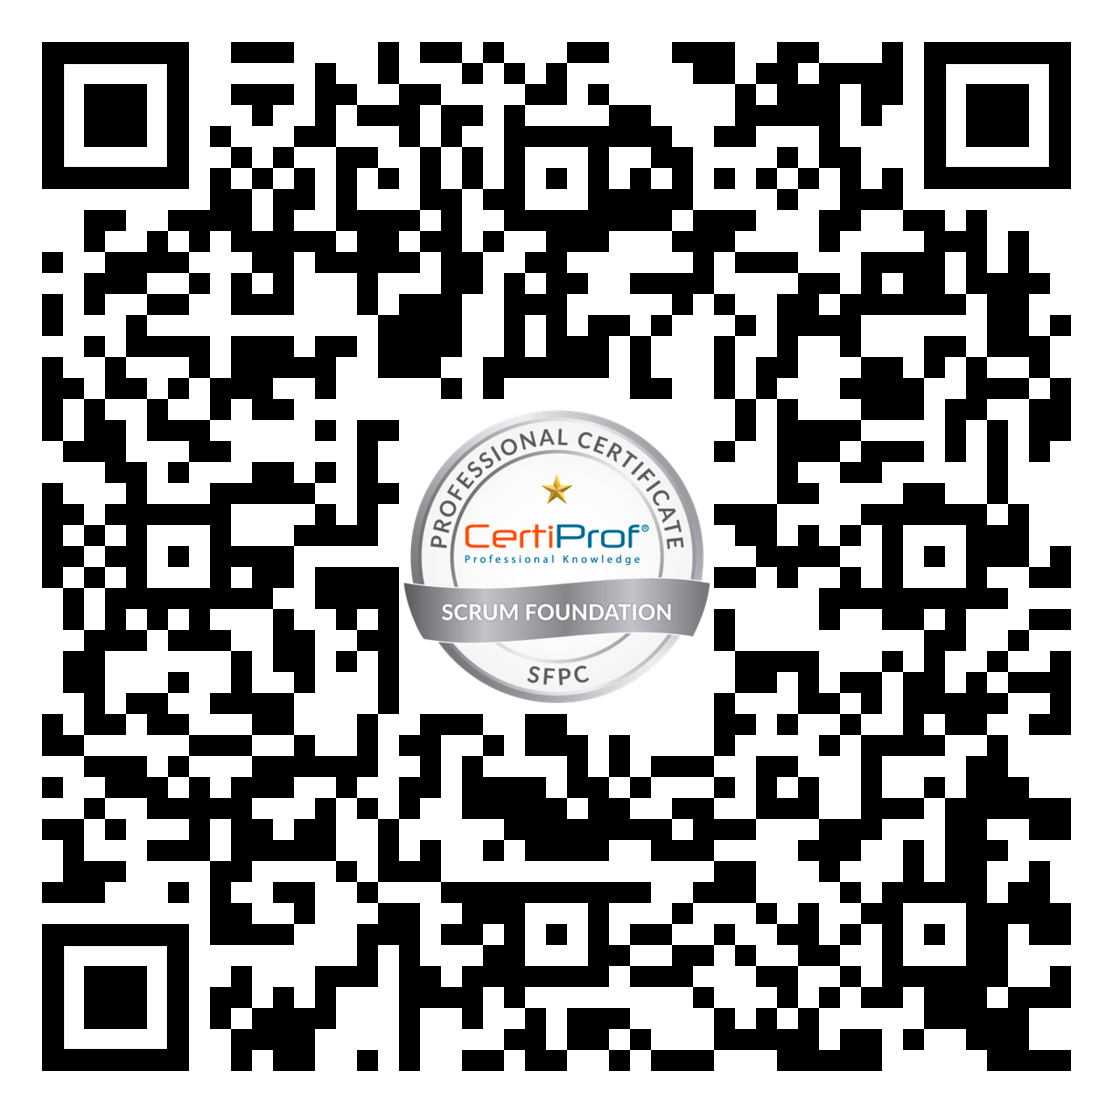 PROFESSIONAL CERTIFICATE
CertiProf®
Professional Knowledge
SCRUM FOUNDATION
SFPC